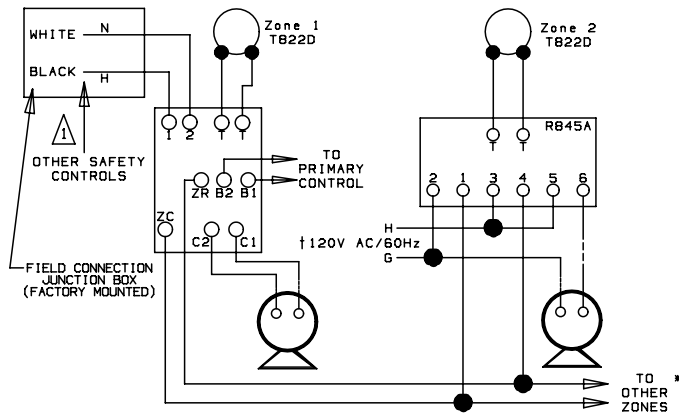 WHITE N
BLACK H
1
OTHER SAFETY
CONTROLS
FIELD CONNECTION
JUNCTION BOX
(FACTORY MOUNTED)
Zone 1
T822D
1 2 T T
TO
PRIMARY
CONTROL
ZR B2 B1
ZC
C2 C1
Zone 2
T822D
R845A
T T
2 1 3 4 5 6
H
†120V AC/60Hz
G
TO *
OTHER
ZONES